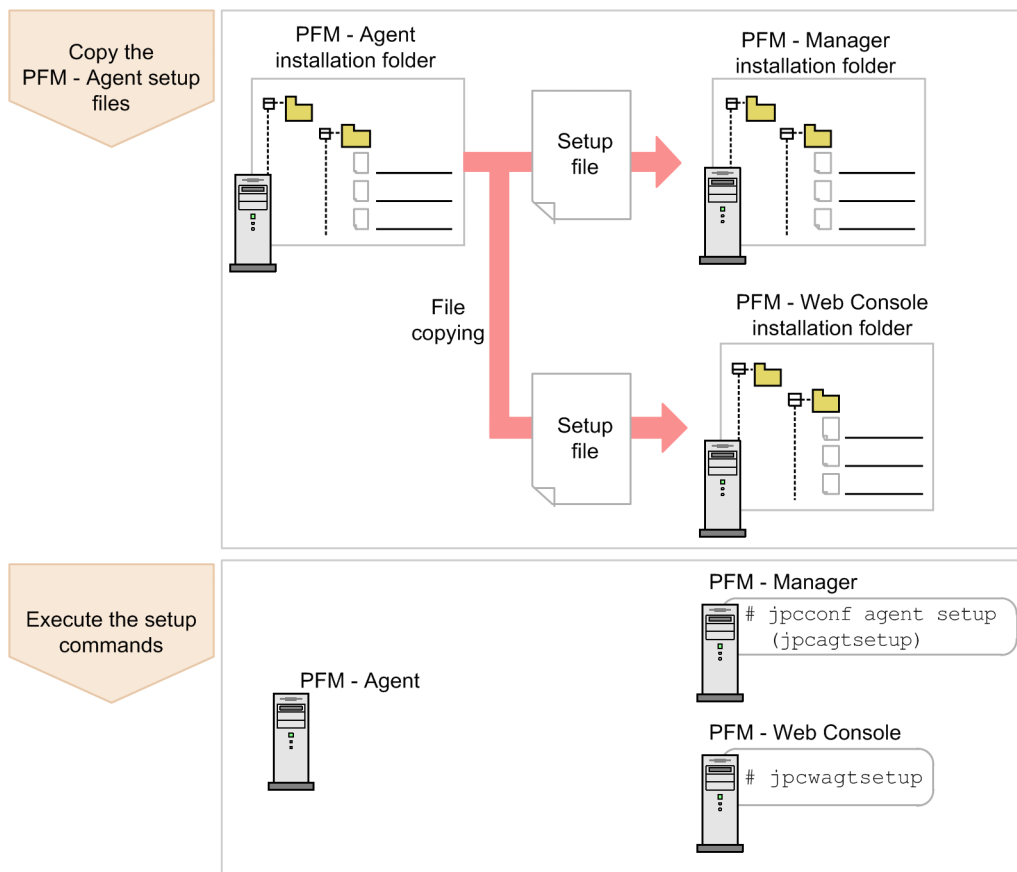 Copy the
PFM - Agent setup
files
PFM - Agent
installation folder
Setup
file
PFM - Manager
installation folder
File
copying
Setup
file
PFM - Web Console
installation folder
Execute the setup
commands
PFM - Agent
PFM - Manager
# jpcconf agent setup
(jpcagtsetup)
PFM - Web Console
# jpcwagtsetup